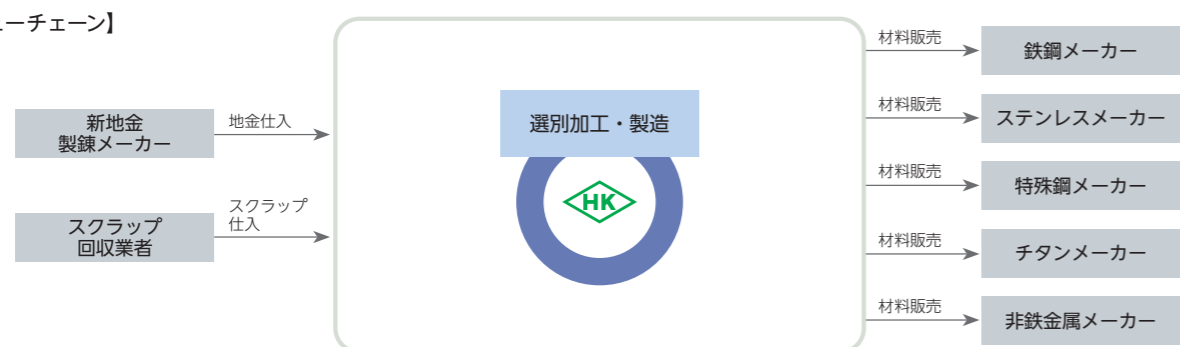 ューチェーン】
新地金
製錬メーカー
地金仕入
スクラップ
回収業者
スクラップ
仕入
選別加工・製造
HK
材料販売
鉄鋼メーカー
材料販売
ステンレスメーカー
材料販売
特殊鋼メーカー
材料販売
チタンメーカー
材料販売
非鉄金属メーカー